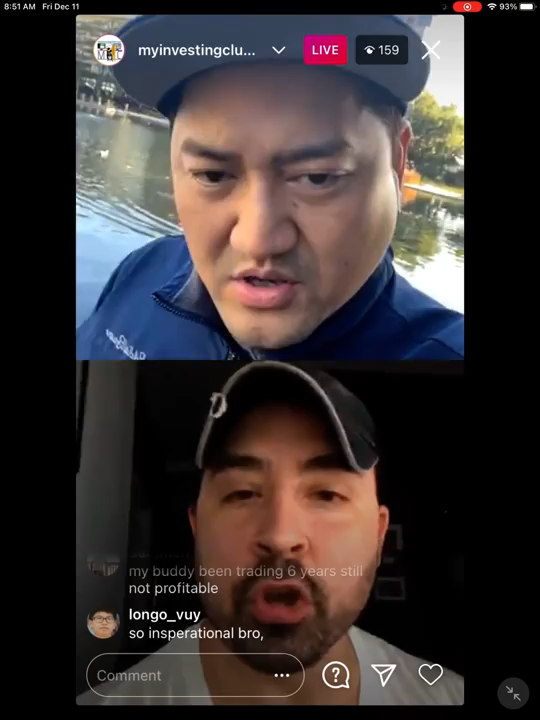 8:51 AM Fri Dec 11
93%
myinvestingclu...
LIVE
159
my buddy been trading 6 years still
not profitable
longo_vuy
so insperational bro,
Comment